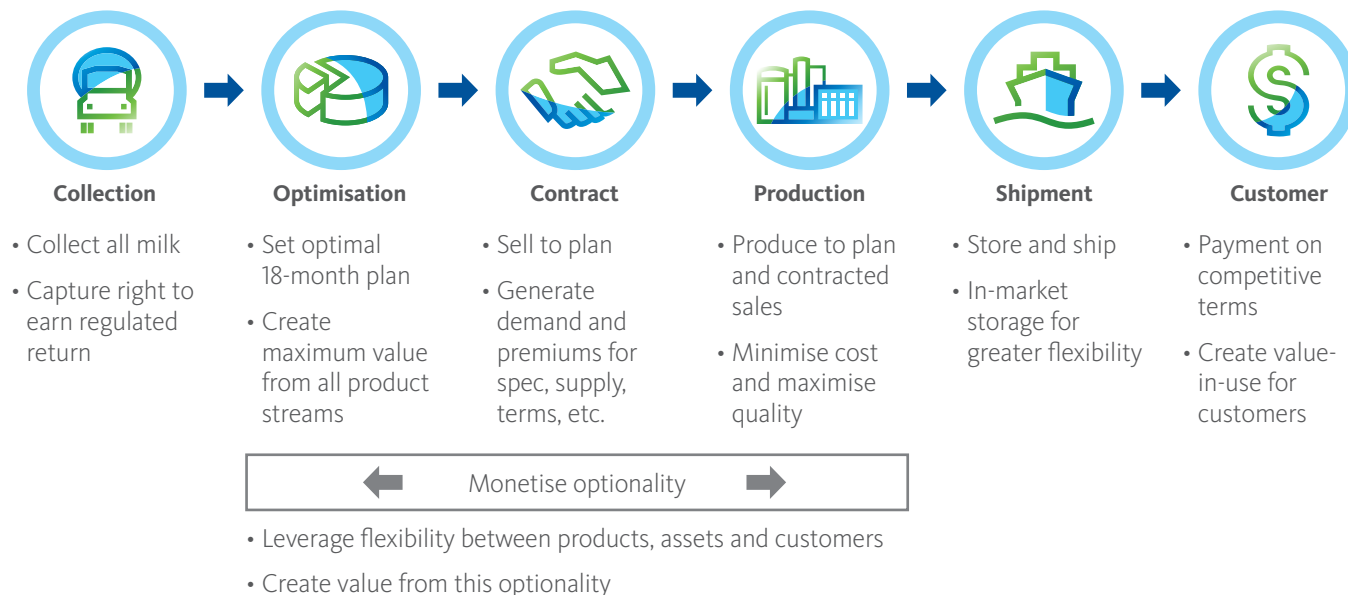 Collection
• Collect all milk
• Capture right to
earn regulated
return
Optimisation
• Set optimal
18-month plan
• Create
maximum value
from all product
streams
Contract
• Sell to plan
• Generate
demand and
premiums for
spec, supply,
terms, etc.
Production
• Produce to plan
and contracted
sales
• Minimise cost
and maximise
quality
Shipment
• Store and ship
• In-market
storage for
greater flexibility
Customer
• Payment on
competitive
terms
• Create value-
in-use for
customers
Monetise optionality
• Leverage flexibility between products, assets and customers
• Create value from this optionality